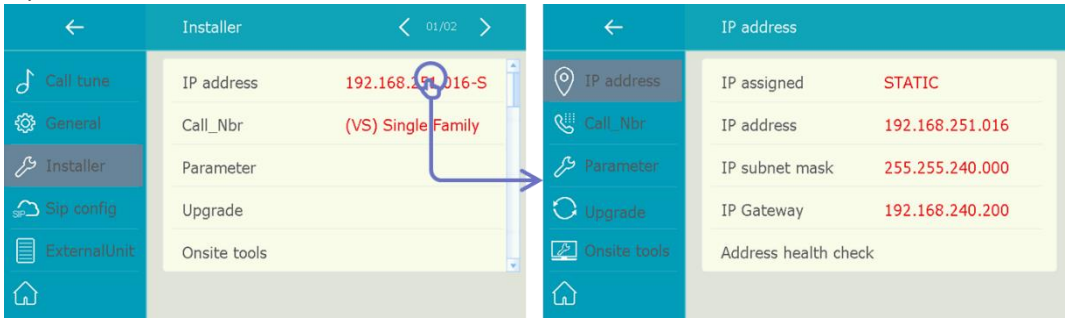 Installer 01/02
Call tune
General
Installer
SIP Sip config
ExternalUnit
IP address 192.168.251.016-S
Call_Nbr (VS) Single Family
Parameter
Upgrade
Onsite tools
IP address
IP address
Call_Nbr
Parameter
Upgrade
Onsite tools
IP assigned STATIC
IP address 192.168.251.016
IP subnet mask 255.255.240.000
IP Gateway 192.168.240.200
Address health check